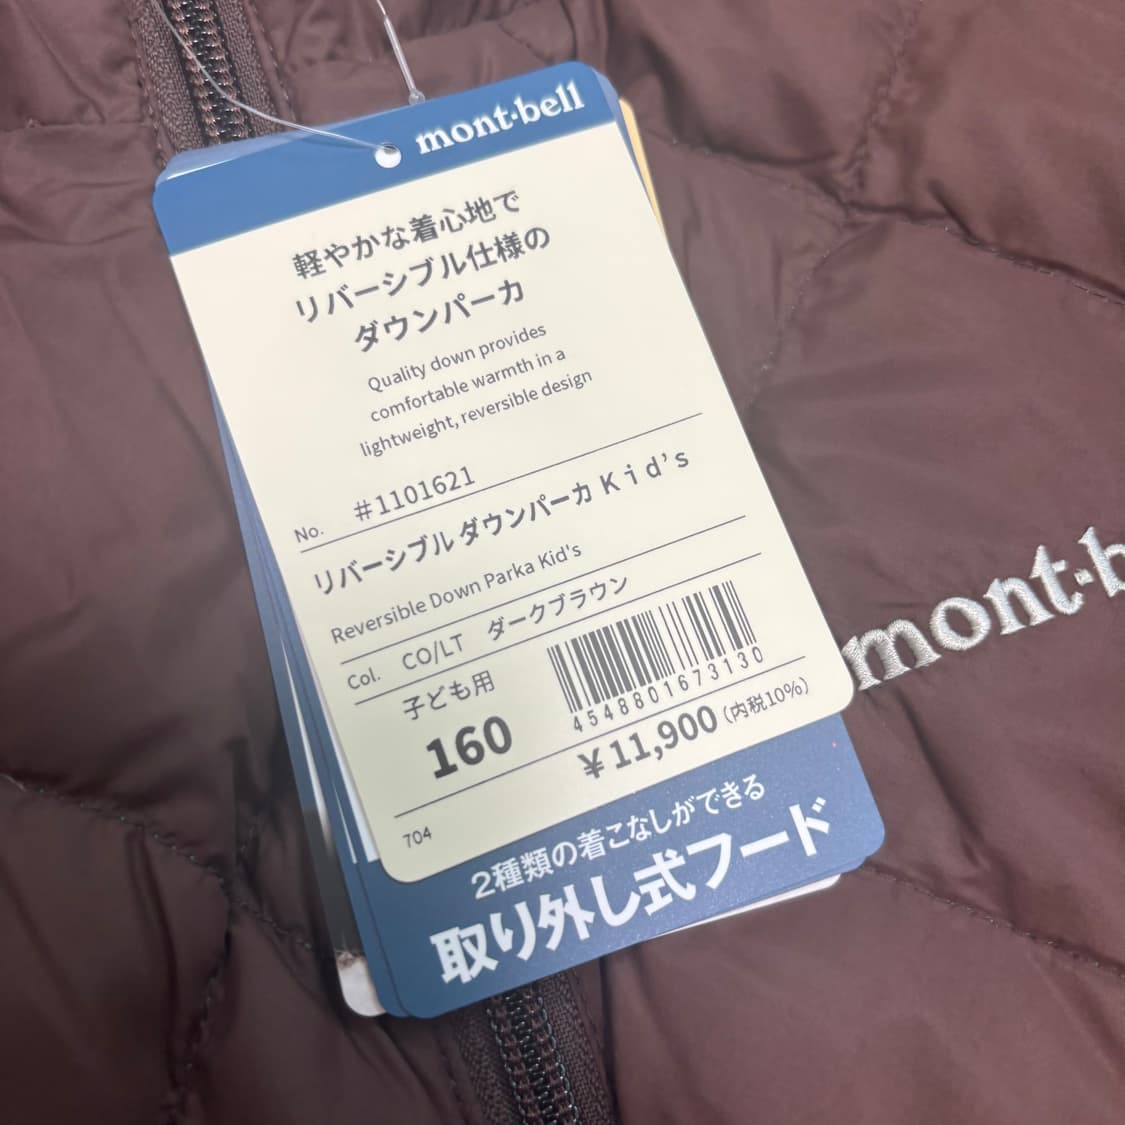 mont-bell
軽やかな着心地で
リバーシブル仕様の
ダウンパーカ
Quality down provides
comfortable warmth in a
lightweight, reversible design
No. #1101621
リバーシブル ダウンパーカ Kid's
Reversible Down Parka Kid's
Col. CO/LT ダークブラウン
子ども用
160
4548801673130
¥11,900(内税10%)
704
2種類の着こなしができる
取り外し式フード
mont-b